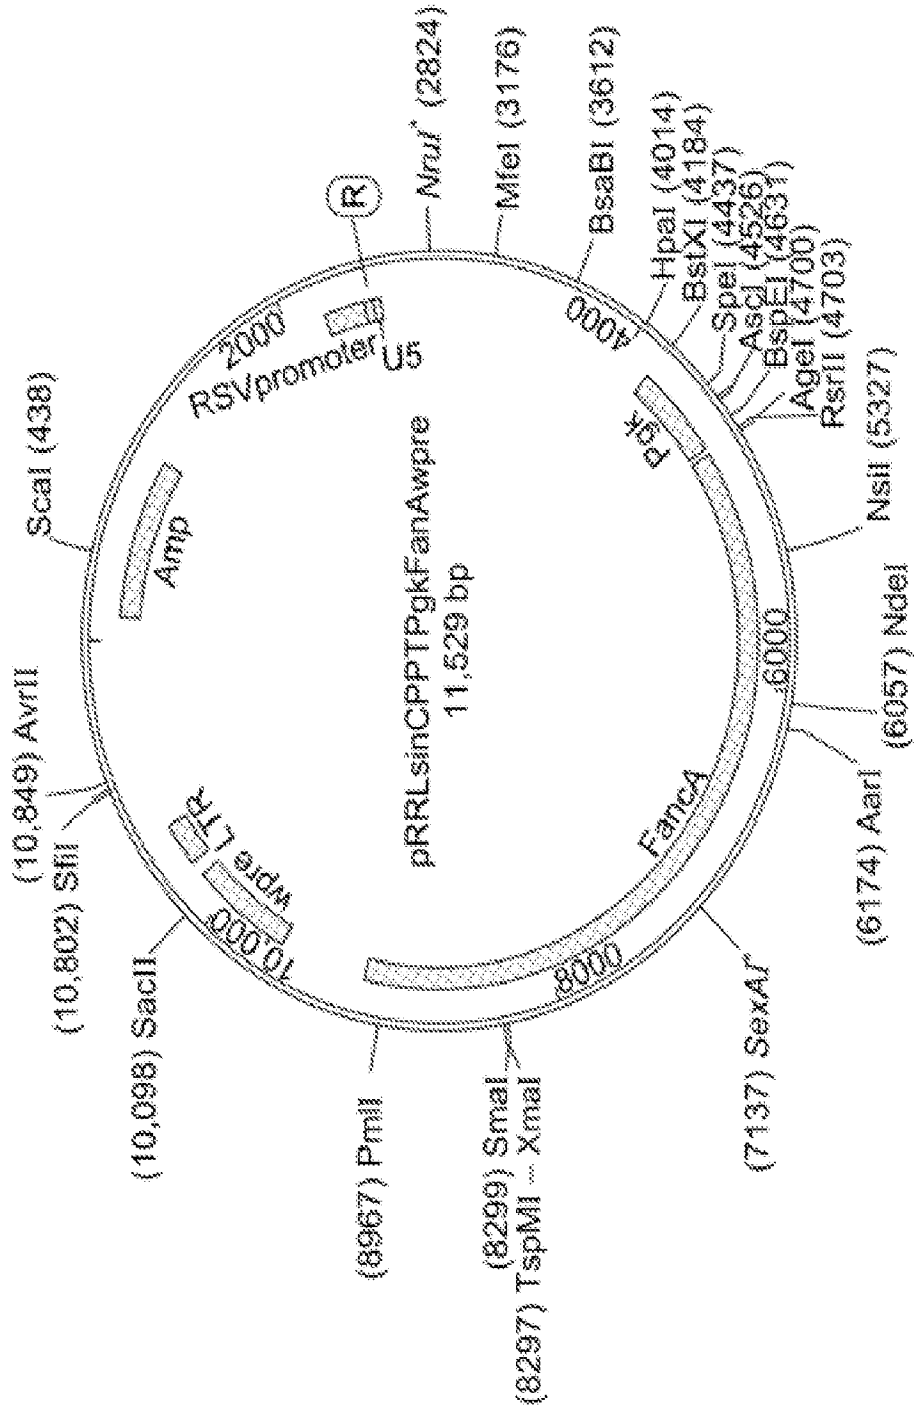 ScaI (438)
NruI* (2824)
MfeI (3176)
BsaBI (3612)
HpaI (4014)
BstXI (4184)
SpeI (4437)
AscI (4526)
BspEI (4631)
AgeI (4700)
RsrII (4703)
NsiI (5327)
(6057) NdeI
(6174) AarI
(7137) SexAI*
(8297) TspMI - XmaI
(8299) SmaI
(8967) PmlI
(10,098) SacII
(10,802) SfiI
(10,849) AvrII
Amp
2000
RSVpromoter
R
U5
4000
Pgk
6000
FancA
8000
10,000
wpre
LTR
pRRLsinCPPTPgkFanAwpre
11,529 bp